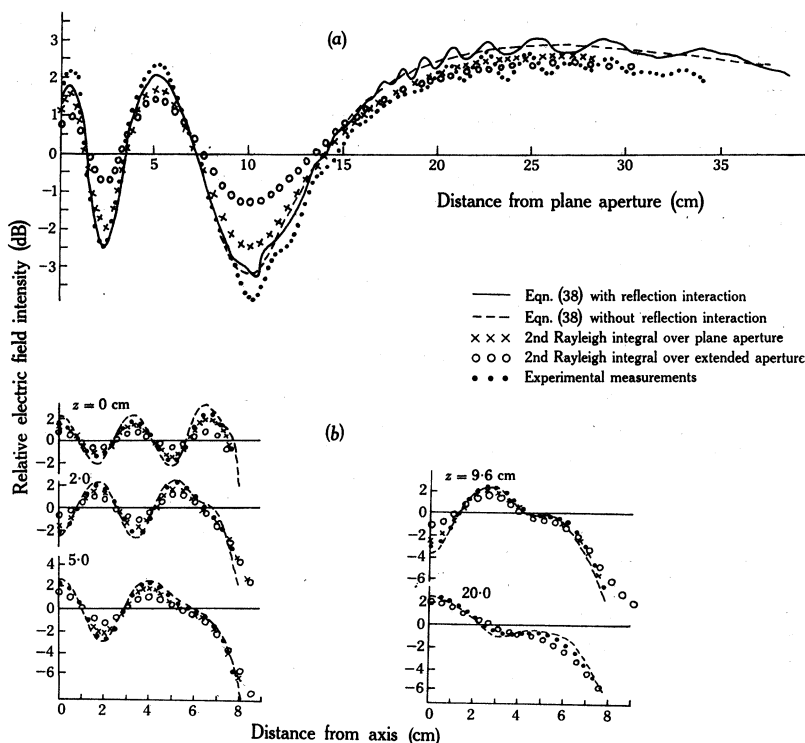 (a)
3
2
1
0
−1
−2
−3
0 5 10 15 20 25 30 35
Distance from plane aperture (cm)
Relative electric field intensity (dB)
Eqn. (38) with reflection interaction
Eqn. (38) without reflection interaction
× × × 2nd Rayleigh integral over plane aperture
o o o 2nd Rayleigh integral over extended aperture
• • • Experimental measurements
(b)
z = 0 cm
2
0
−2
2·0
2
0
−2
5·0
4
2
0
−2
−4
−6
0 2 4 6 8
z = 9·6 cm
2
0
−2
−4
−6
20·0
2
0
−2
−4
−6
0 2 4 6 8
Distance from axis (cm)